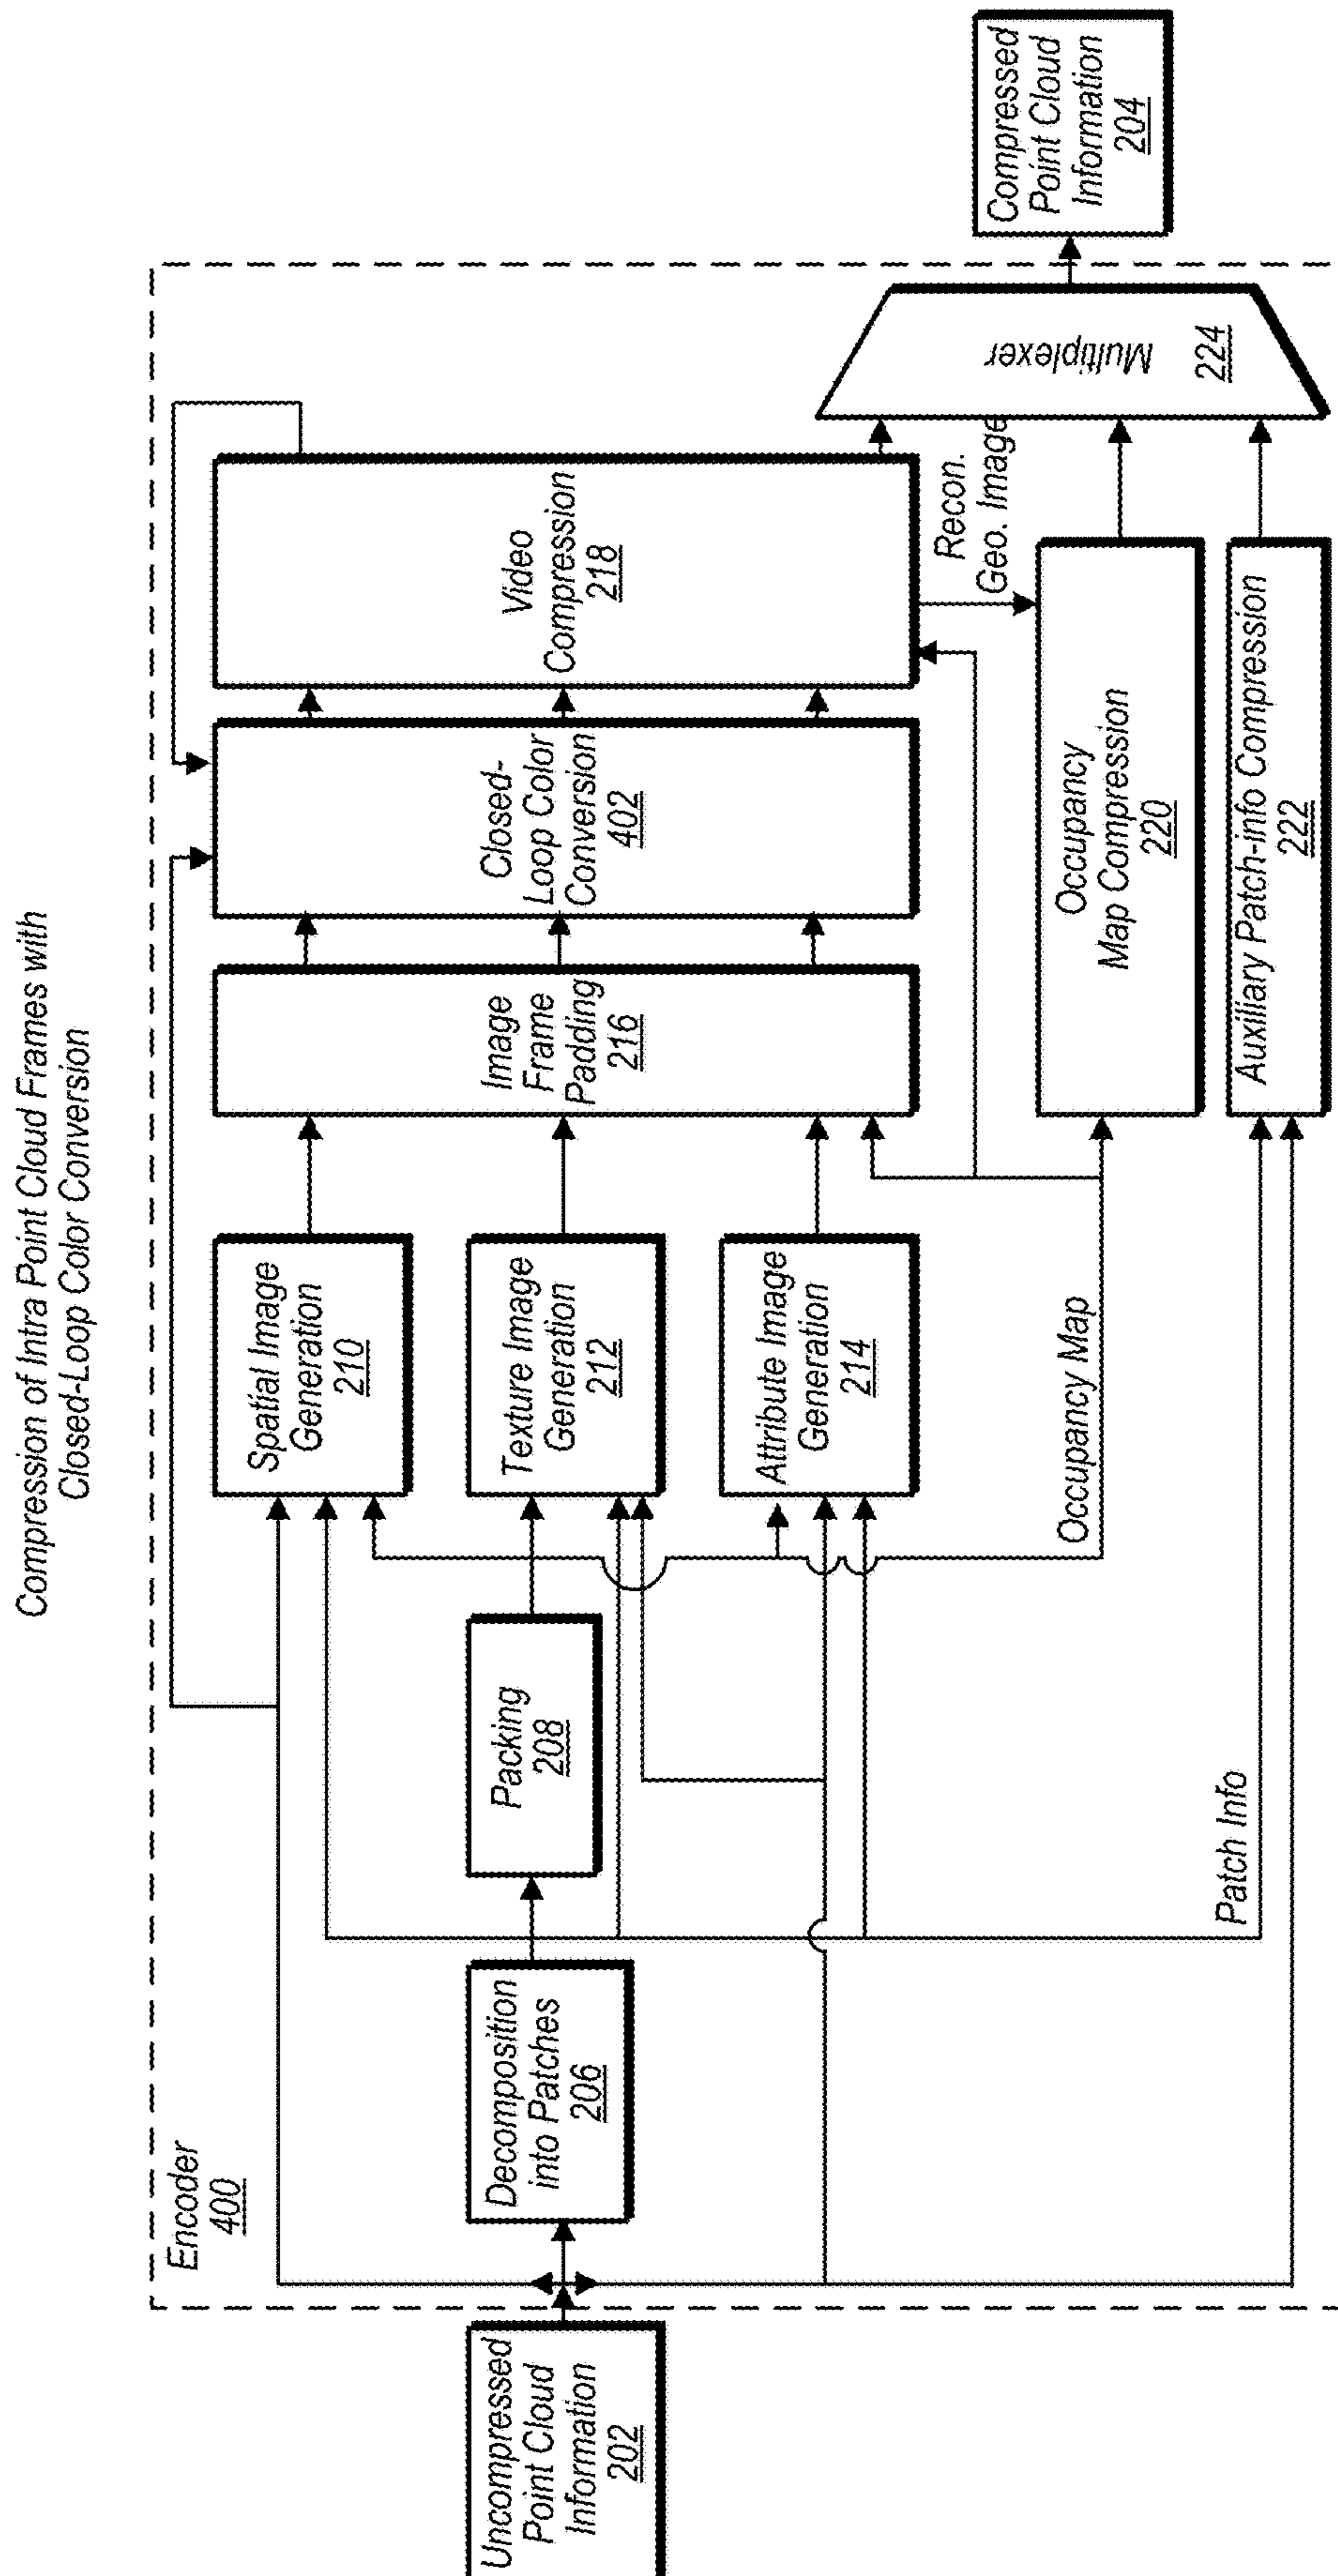 Compression of Intra Point Cloud Frames with
Closed-Loop Color Conversion
Encoder
400
Uncompressed
Point Cloud
Information
202
Decomposition
into Patches
206
Packing
208
Spatial Image
Generation
210
Texture Image
Generation
212
Attribute Image
Generation
214
Image
Frame
Padding
216
Closed-
Loop Color
Conversion
402
Video
Compression
218
Recon.
Geo. Image
Occupancy Map
Patch Info
Occupancy
Map Compression
220
Auxiliary Patch-info Compression
222
Multiplexer
224
Compressed
Point Cloud
Information
204